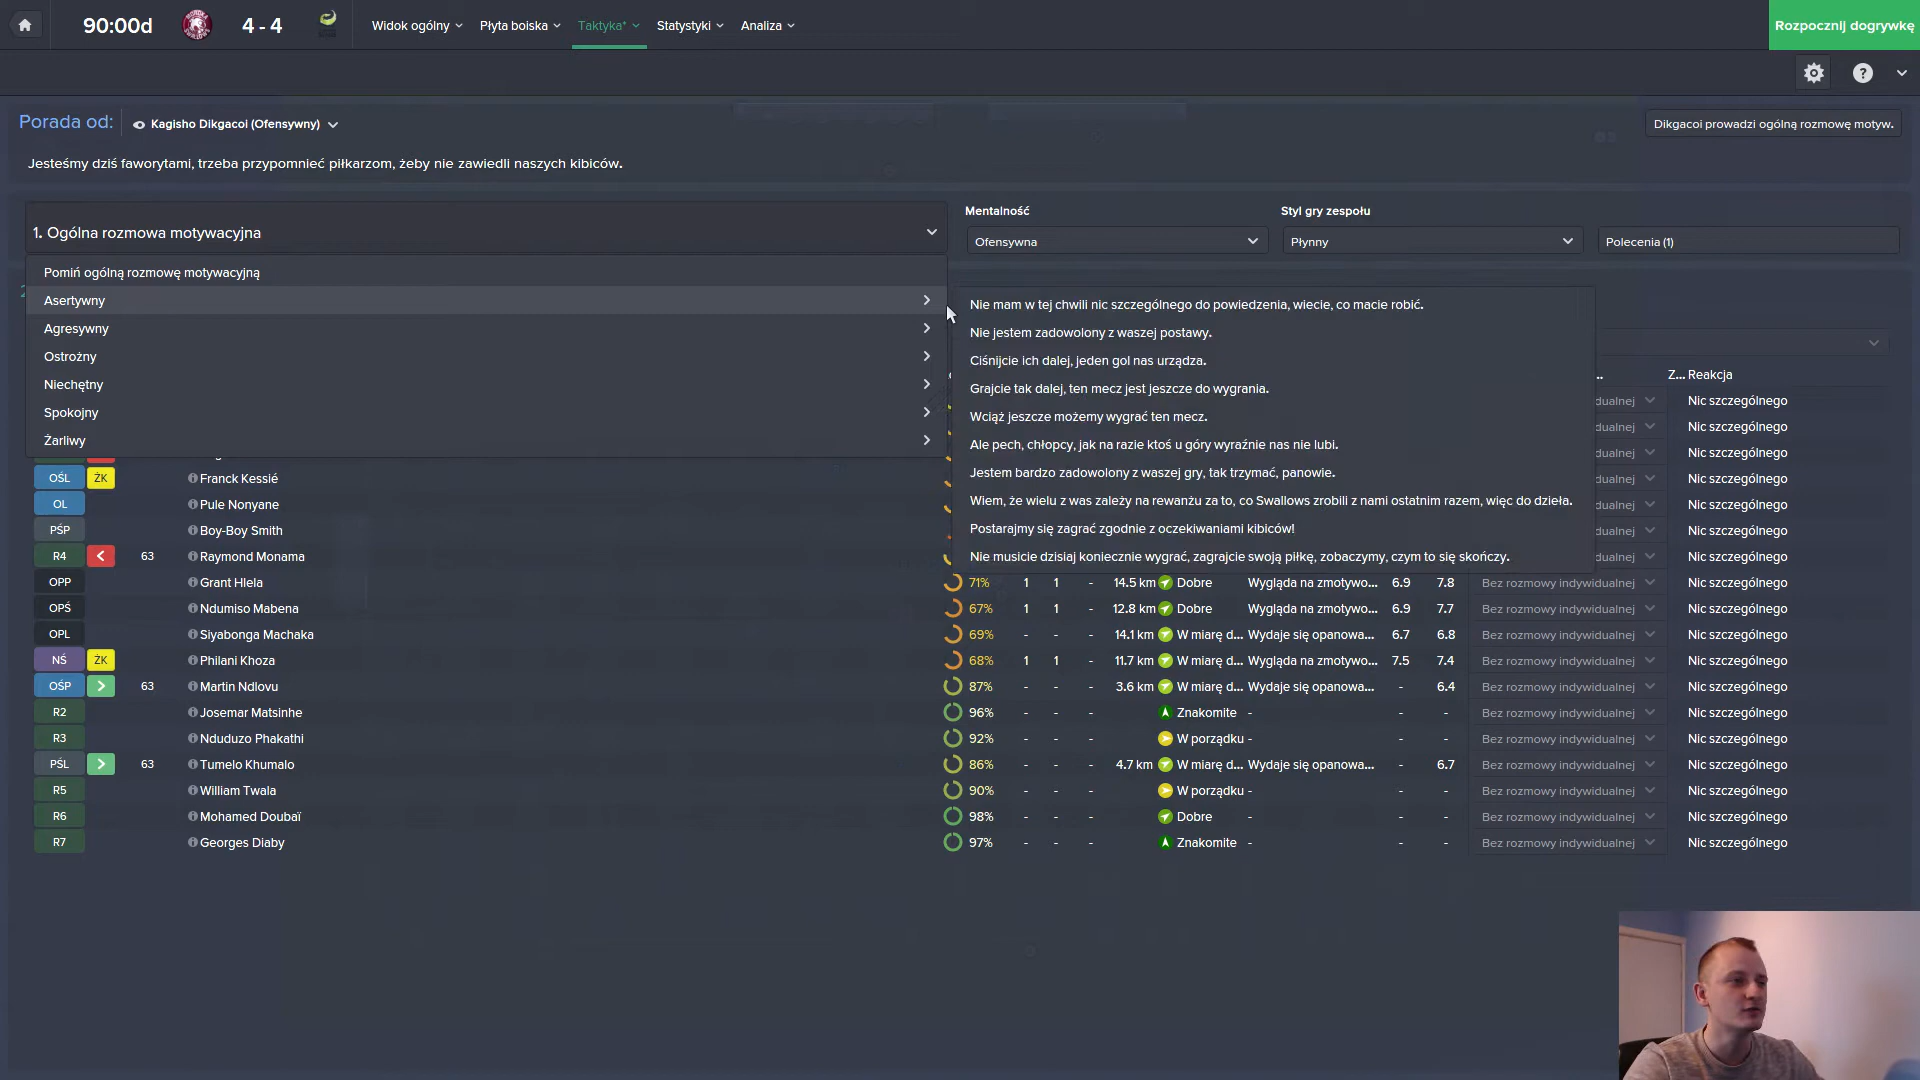 90:00d
4 - 4
Widok ogólny
Płyta boiska
Taktyka*
Statystyki
Analiza
Rozpocznij dogrywkę
Porada od:
Kagisho Dikgacoi (Ofensywny)
Dikgacoi prowadzi ogólną rozmowę motyw.
Jesteśmy dziś faworytami, trzeba przypomnieć piłkarzom, żeby nie zawiedli naszych kibiców.
Mentalność
Styl gry zespołu
1. Ogólna rozmowa motywacyjna
Ofensywna
Płynny
Polecenia (1)
Pomiń ogólną rozmowę motywacyjną
Asertywny
Agresywny
Ostrożny
Niechętny
Spokojny
Żarliwy
Nie mam w tej chwili nic szczególnego do powiedzenia, wiecie, co macie robić.
Nie jestem zadowolony z waszej postawy.
Ciśnijcie ich dalej, jeden gol nas urządza.
Grajcie tak dalej, ten mecz jest jeszcze do wygrania.
Wciąż jeszcze możemy wygrać ten mecz.
Ale pech, chłopcy, jak na razie ktoś u góry wyraźnie nas nie lubi.
Jestem bardzo zadowolony z waszej gry, tak trzymać, panowie.
Wiem, że wielu z was zależy na rewanżu za to, co Swallows zrobili z nami ostatnim razem, więc do dzieła.
Postarajmy się zagrać zgodnie z oczekiwaniami kibiców!
Nie musicie dzisiaj koniecznie wygrać, zagrajcie swoją piłkę, zobaczymy, czym to się skończy.
... Z... Reakcja
dualnej Nic szczególnego
dualnej Nic szczególnego
dualnej Nic szczególnego
OŚL ŻK Franck Kessié dualnej Nic szczególnego
OL Pule Nonyane dualnej Nic szczególnego
PŚP Boy-Boy Smith dualnej Nic szczególnego
R4 63 Raymond Monama dualnej Nic szczególnego
OPP Grant Hlela 71% 1 1 - 14.5 km Dobre Wygląda na zmotywo... 6.9 7.8 Bez rozmowy indywidualnej Nic szczególnego
OPŚ Ndumiso Mabena 67% 1 1 - 12.8 km Dobre Wygląda na zmotywo... 6.9 7.7 Bez rozmowy indywidualnej Nic szczególnego
OPL Siyabonga Machaka 69% - - - 14.1 km W miarę d... Wydaje się opanowa... 6.7 6.8 Bez rozmowy indywidualnej Nic szczególnego
NŚ ŻK Philani Khoza 68% 1 1 - 11.7 km W miarę d... Wygląda na zmotywo... 7.5 7.4 Bez rozmowy indywidualnej Nic szczególnego
OŚP 63 Martin Ndlovu 87% - - - 3.6 km W miarę d... Wydaje się opanowa... - 6.4 Bez rozmowy indywidualnej Nic szczególnego
R2 Josemar Matsinhe 96% - - - Znakomite - - - Bez rozmowy indywidualnej Nic szczególnego
R3 Nduduzo Phakathi 92% - - - W porządku - - - Bez rozmowy indywidualnej Nic szczególnego
PŚL 63 Tumelo Khumalo 86% - - - 4.7 km W miarę d... Wydaje się opanowa... - 6.7 Bez rozmowy indywidualnej Nic szczególnego
R5 William Twala 90% - - - W porządku - - - Bez rozmowy indywidualnej Nic szczególnego
R6 Mohamed Doubaï 98% - - - Dobre - - - Bez rozmowy indywidualnej Nic szczególnego
R7 Georges Diaby 97% - - - Znakomite - - - Bez rozmowy indywidualnej Nic szczególnego